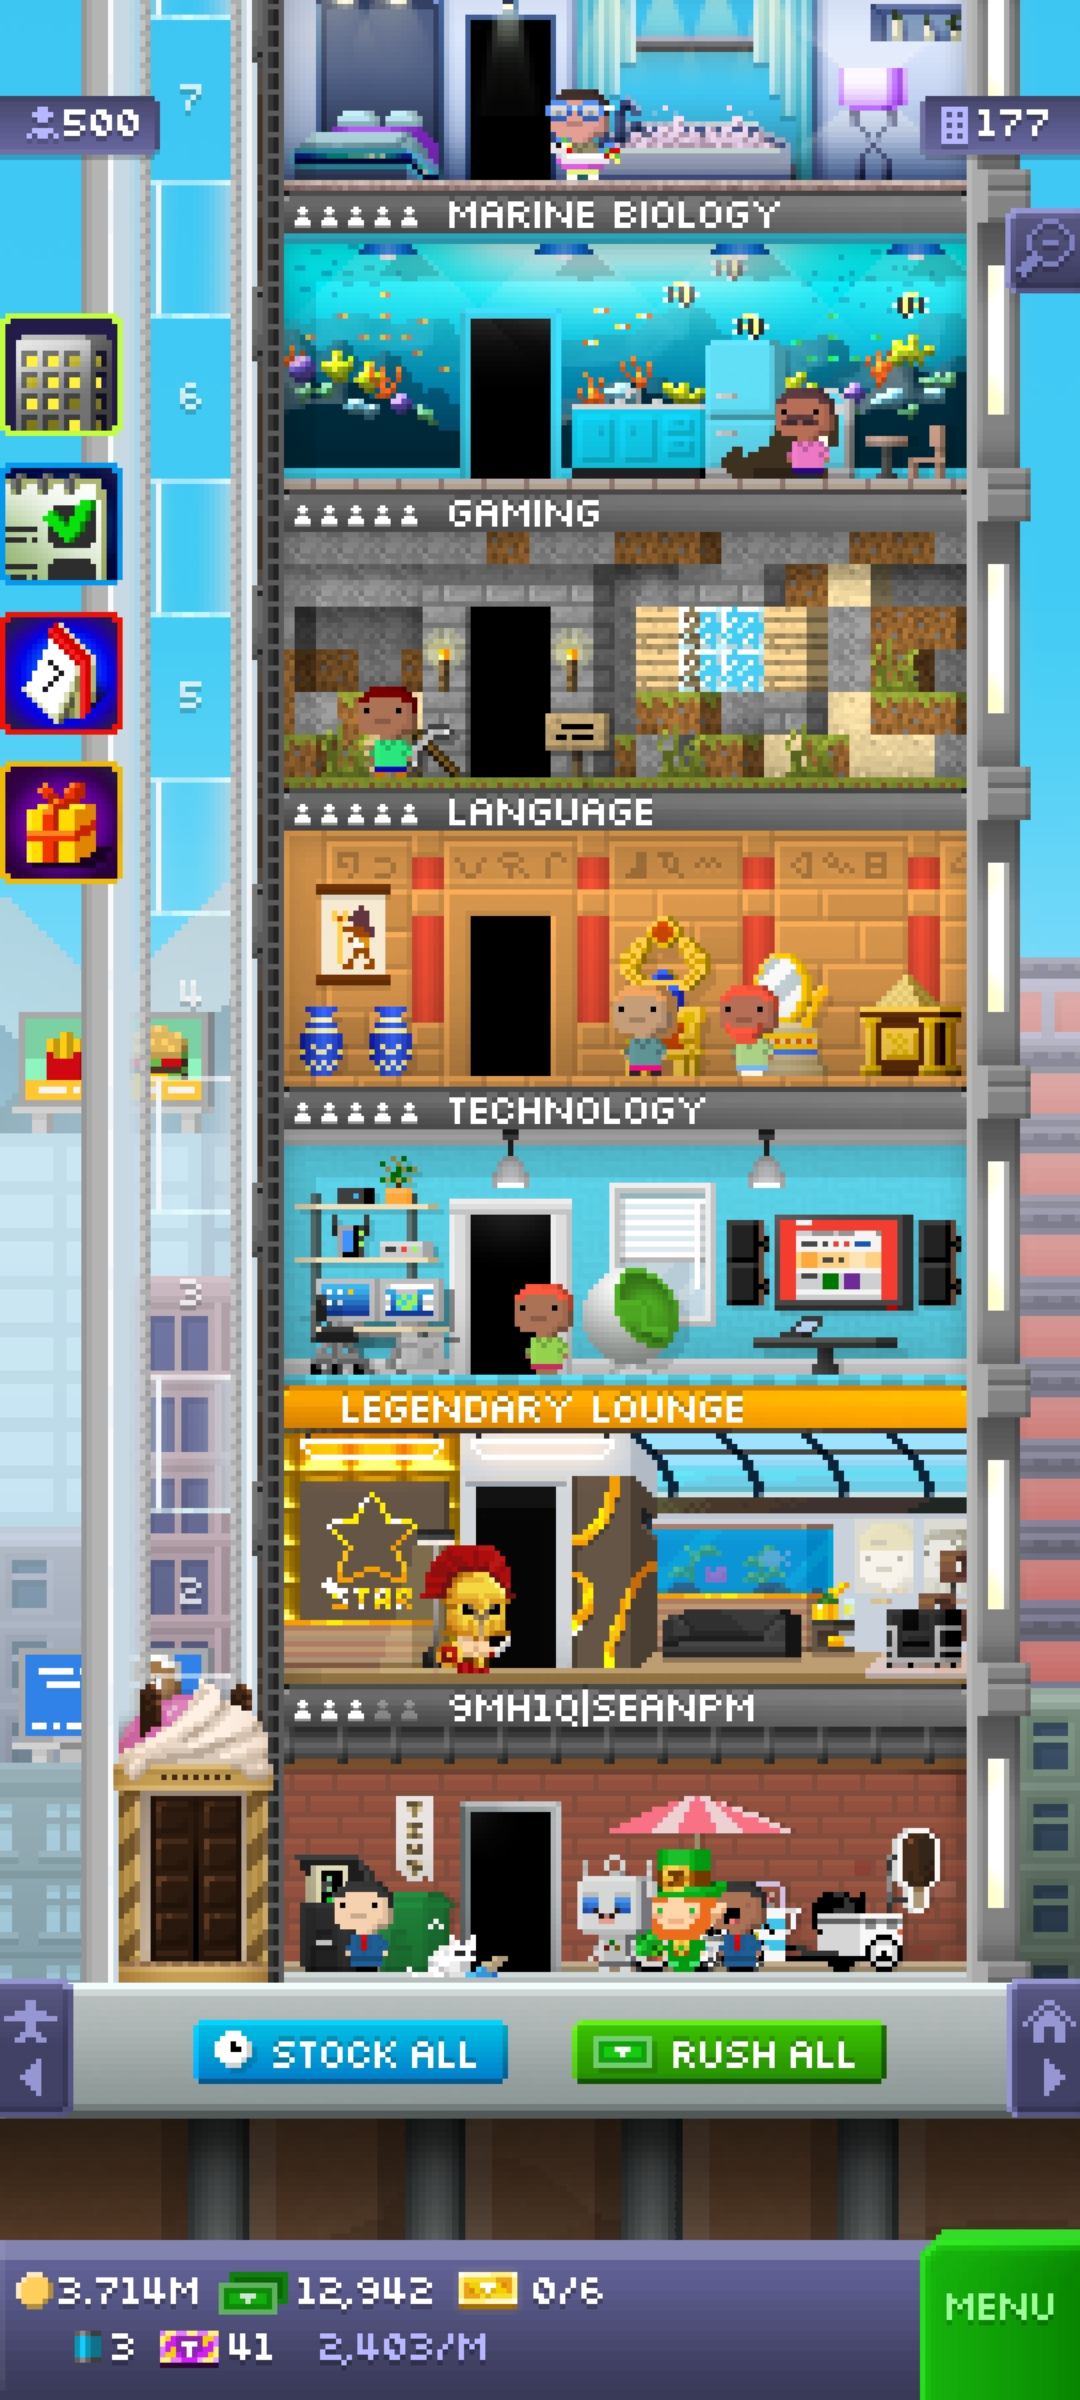 7
500
177
MARINE BIOLOGY
6
GAMING
5
LANGUAGE
4
TECHNOLOGY
3
LEGENDARY LOUNGE
STAR
2
9MH1Q|SEANPM
STOCK ALL
RUSH ALL
3.714M
12,942
0/6
3
41
2,403/M
MENU